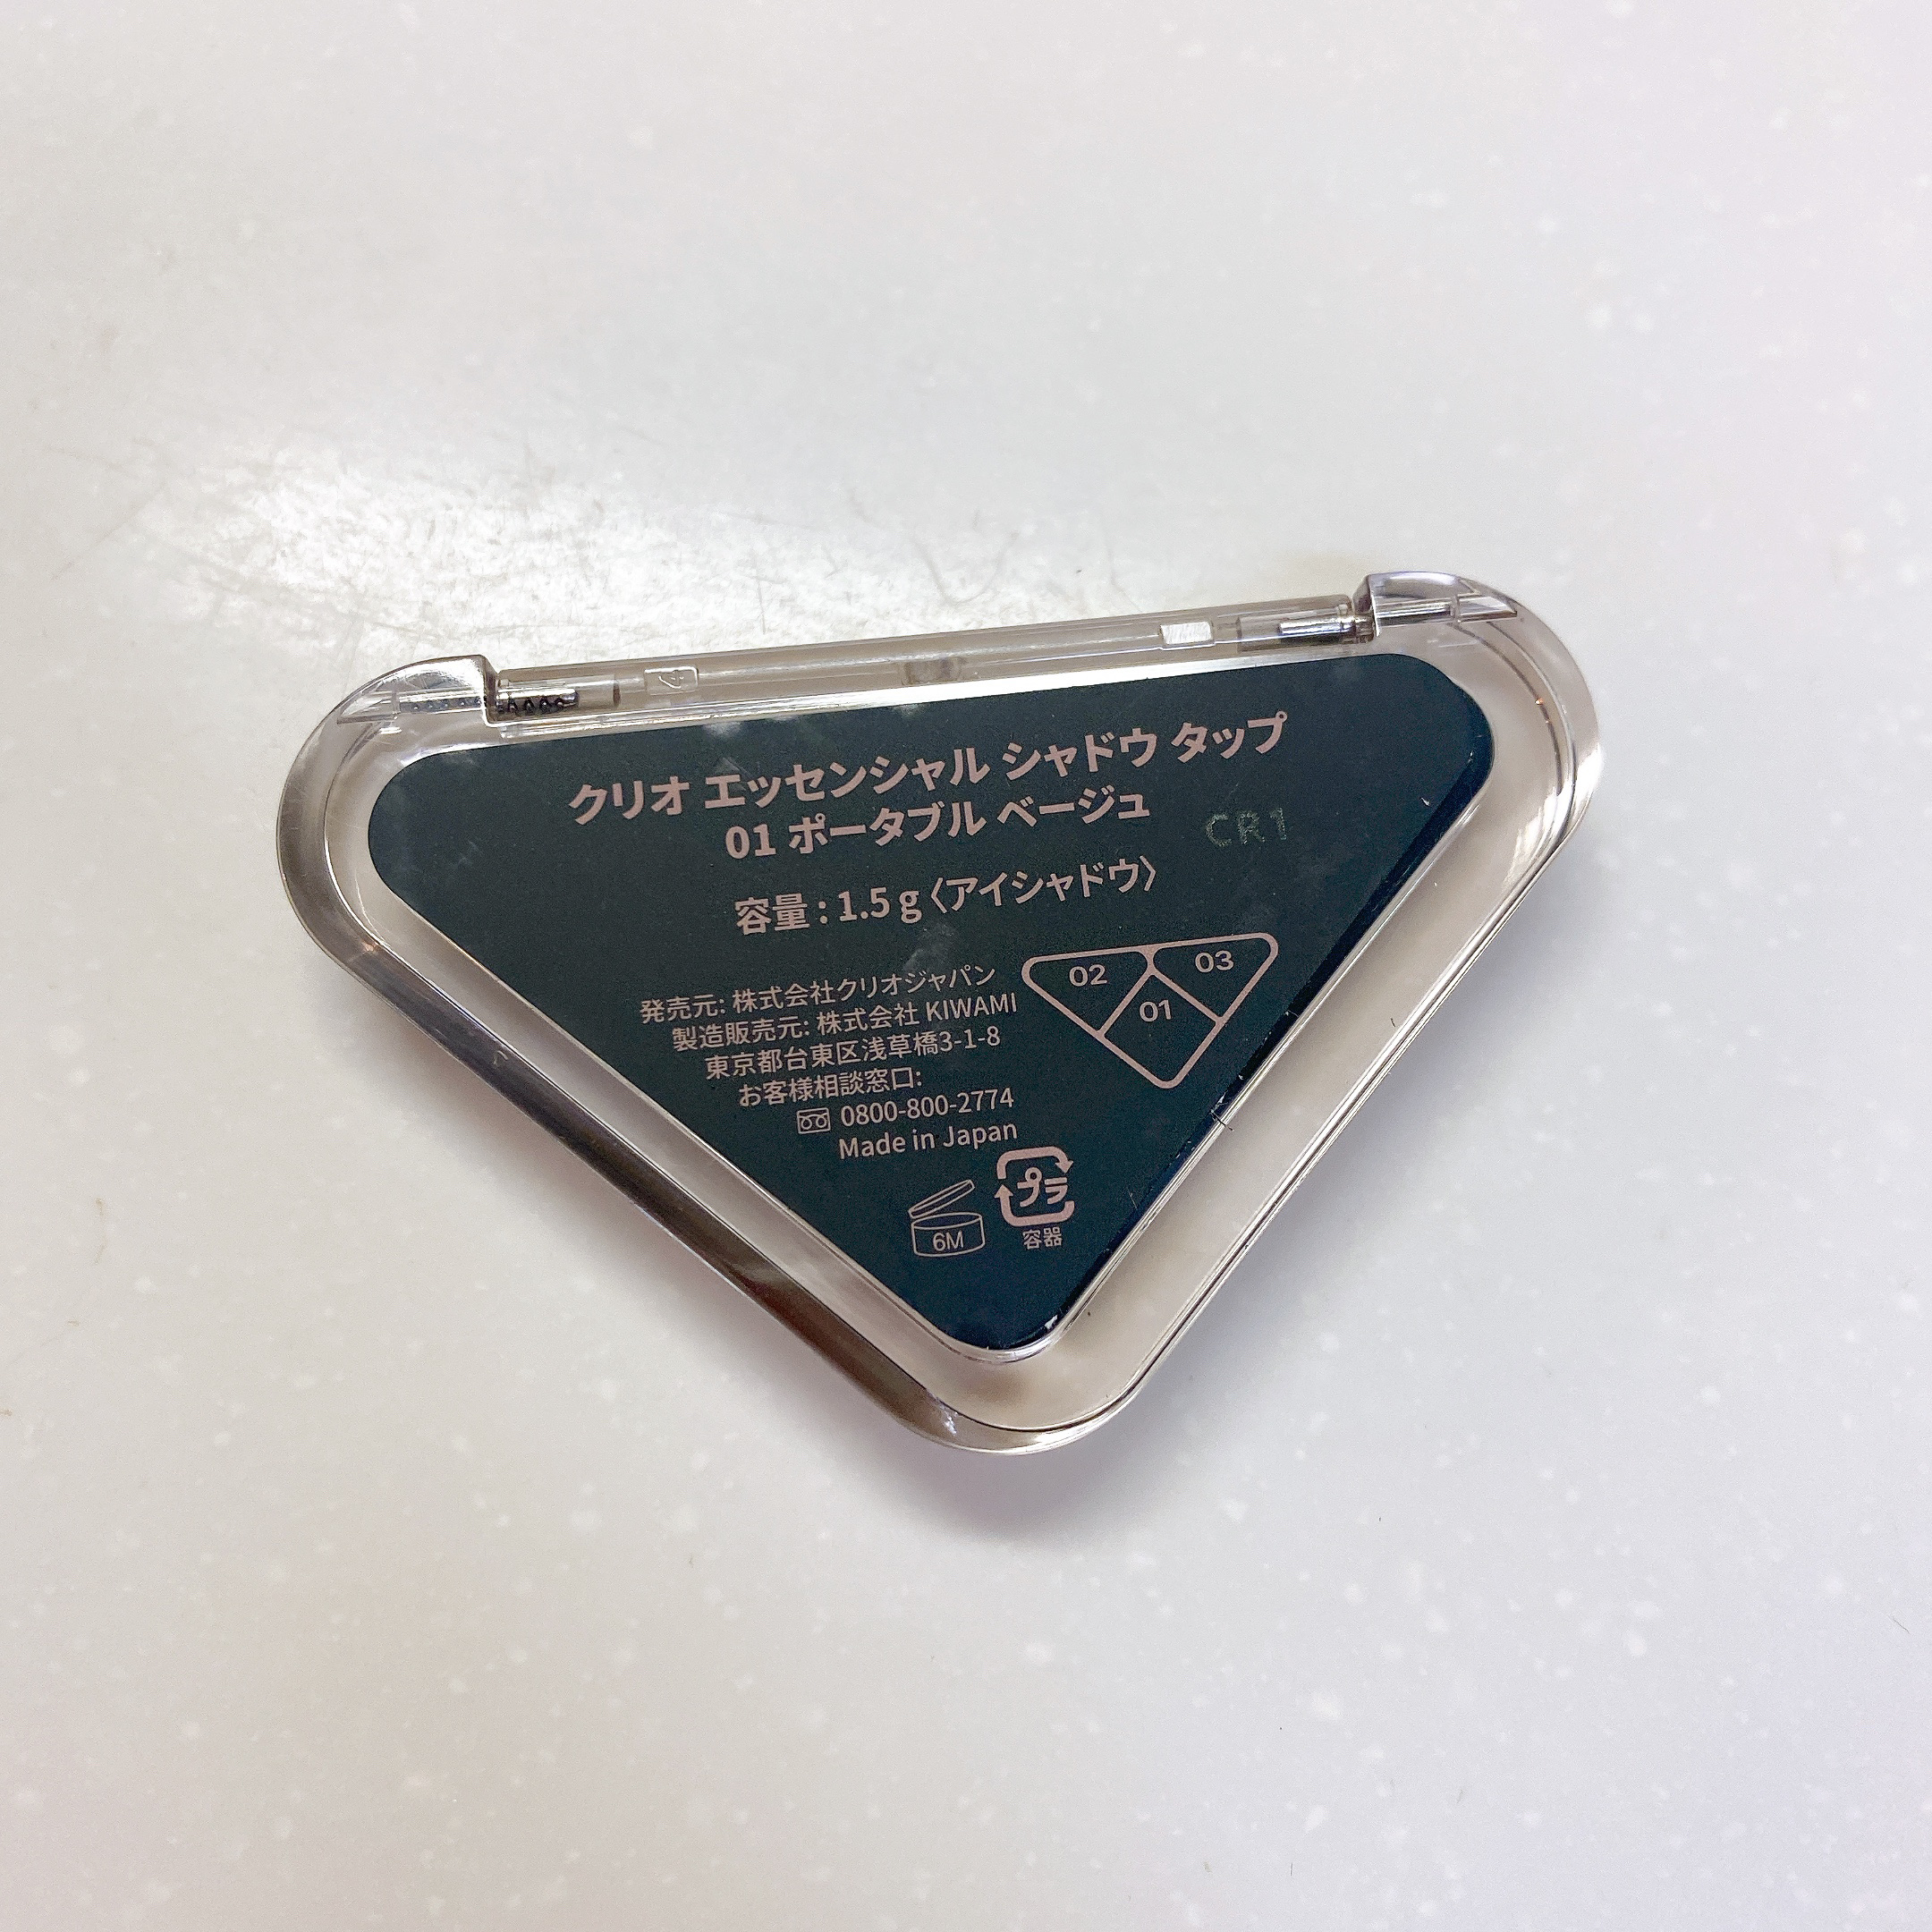 クリオ エッセンシャル シャドウ タップ
01 ポータブル ベージュ
CR1
容量 : 1.5 g〈アイシャドウ〉
02
03
01
発売元: 株式会社クリオジャパン
製造販売元: 株式会社 KIWAMI
東京都台東区浅草橋3-1-8
お客様相談窓口:
0800-800-2774
Made in Japan
6M
プラ
容器